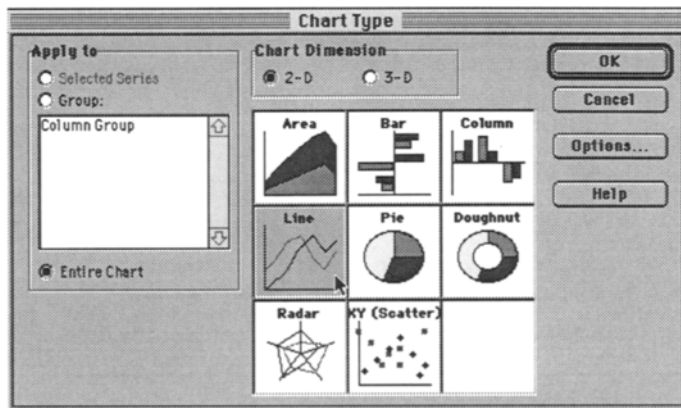 Chart Type
Apply to
Selected Series
Group:
Column Group
Entire Chart
Chart Dimension
2-D
3-D
Area
Bar
Column
Line
Pie
Doughnut
Radar
XY (Scatter)
OK
Cancel
Options...
Help